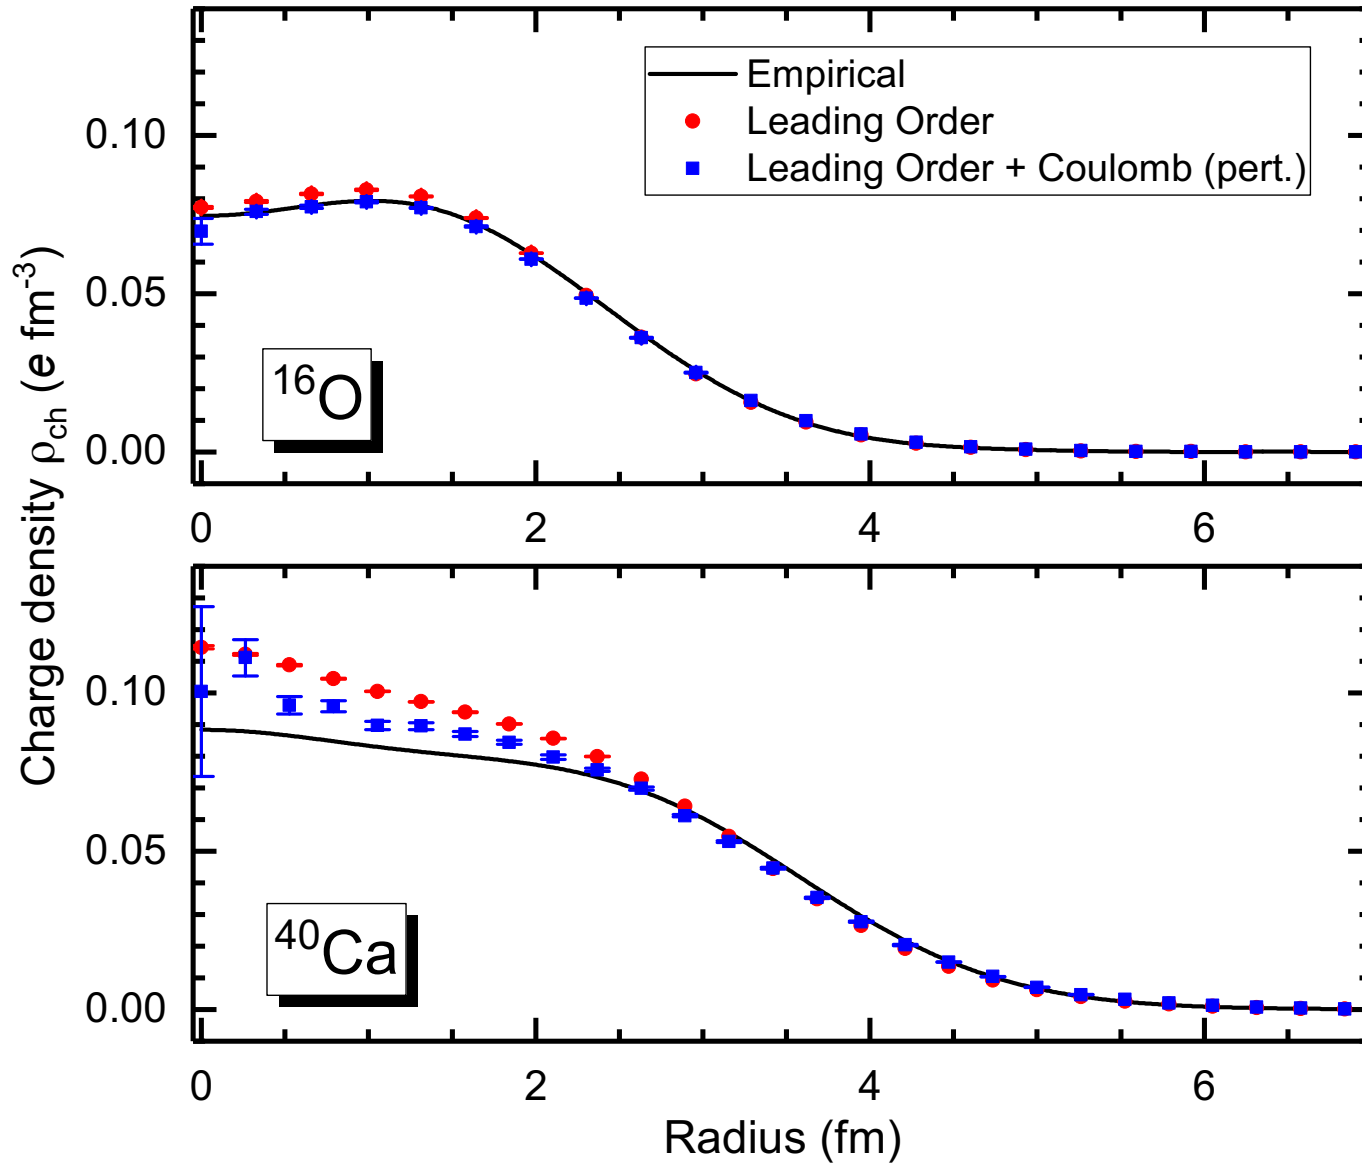 Empirical
Leading Order
Leading Order + Coulomb (pert.)
0.10
0.05
0.00
¹⁶O
0 2 4 6
Charge density ρ_ch (e fm⁻³)
0.10
0.05
0.00
⁴⁰Ca
0 2 4 6
Radius (fm)